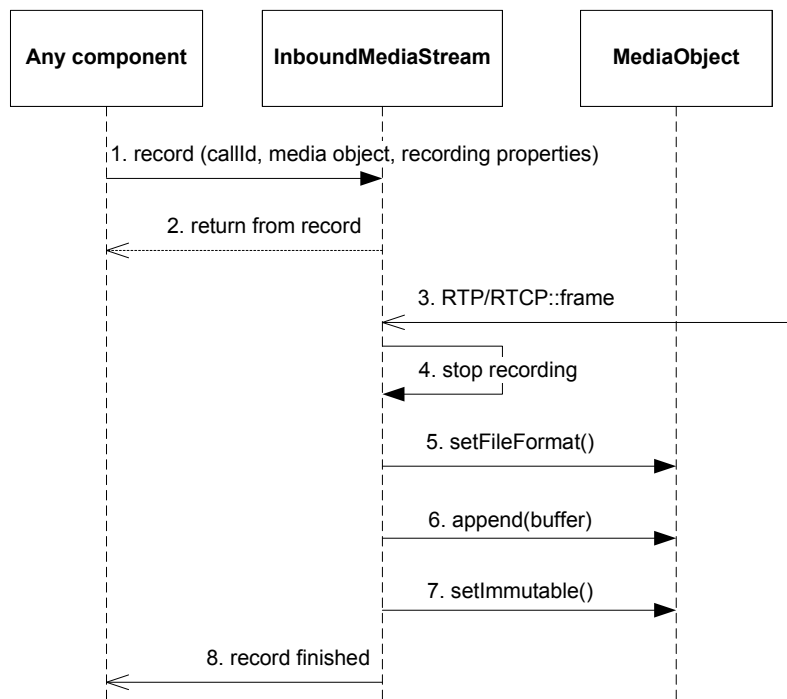 Any component
InboundMediaStream
MediaObject
1. record (callId, media object, recording properties)
2. return from record
3. RTP/RTCP::frame
4. stop recording
5. setFileFormat()
6. append(buffer)
7. setImmutable()
8. record finished